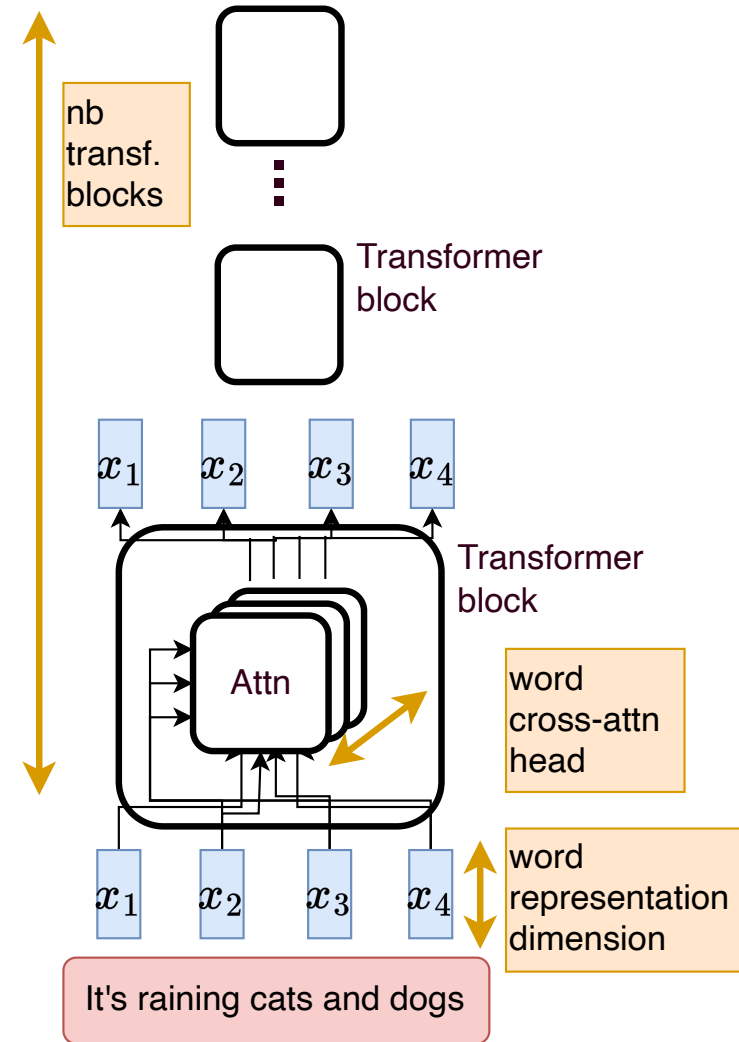 nb
transf.
blocks
Transformer
block
x1 x2 x3 x4
Transformer
block
Attn
word
cross-attn
head
x1 x2 x3 x4
word
representation
dimension
It's raining cats and dogs